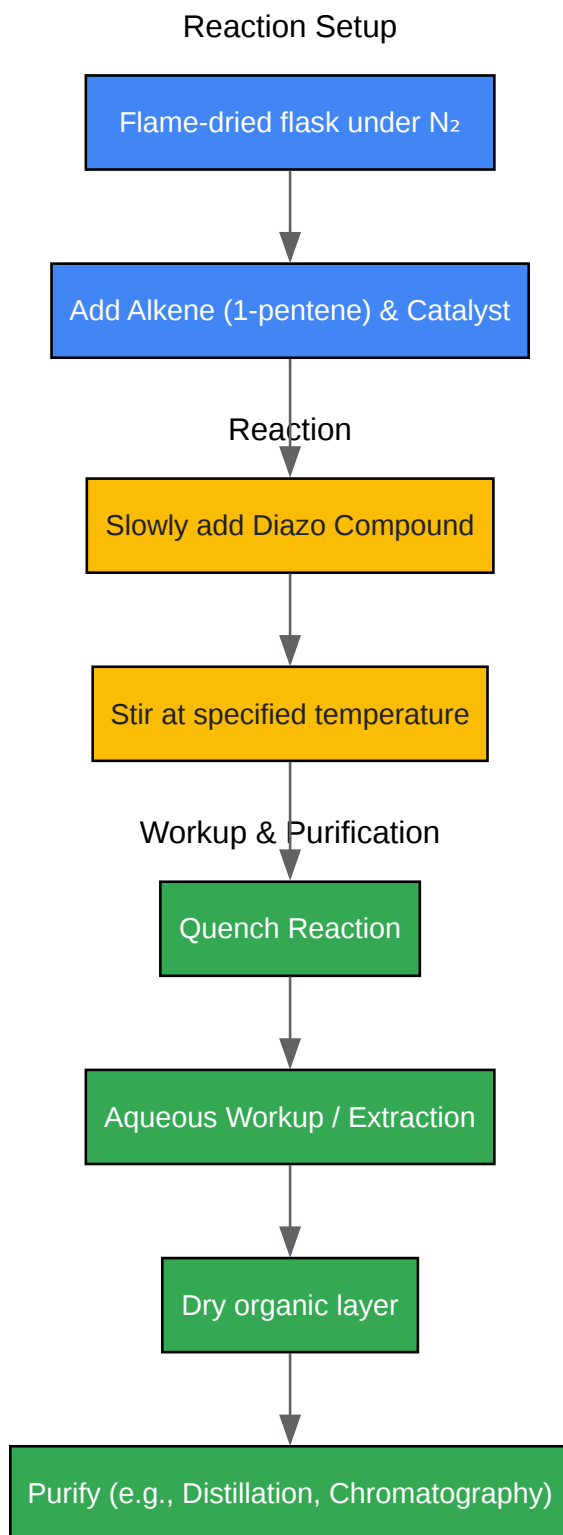 Reaction Setup
Flame-dried flask under N₂
Add Alkene (1-pentene) & Catalyst
Reaction
Slowly add Diazo Compound
Stir at specified temperature
Workup & Purification
Quench Reaction
Aqueous Workup / Extraction
Dry organic layer
Purify (e.g., Distillation, Chromatography)